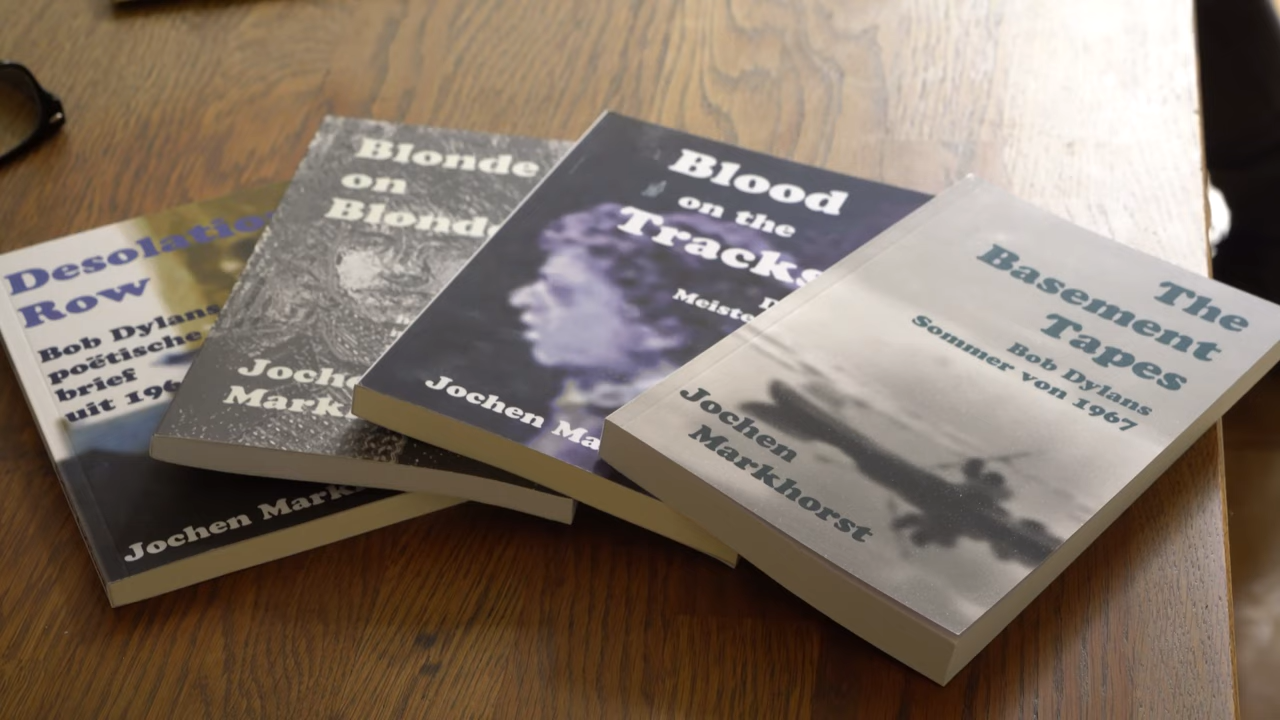 Desolatio
Row
Bob Dylans
poëtische
brief
uit 196
Jochen Mark
Blonde
on
Blonde
Joche
Mark
Blood
on the
Tracks
D
Meiste
Jochen Ma
The
Basement
Tapes
Bob Dylans
Sommer von 1967
Jochen
Markhorst